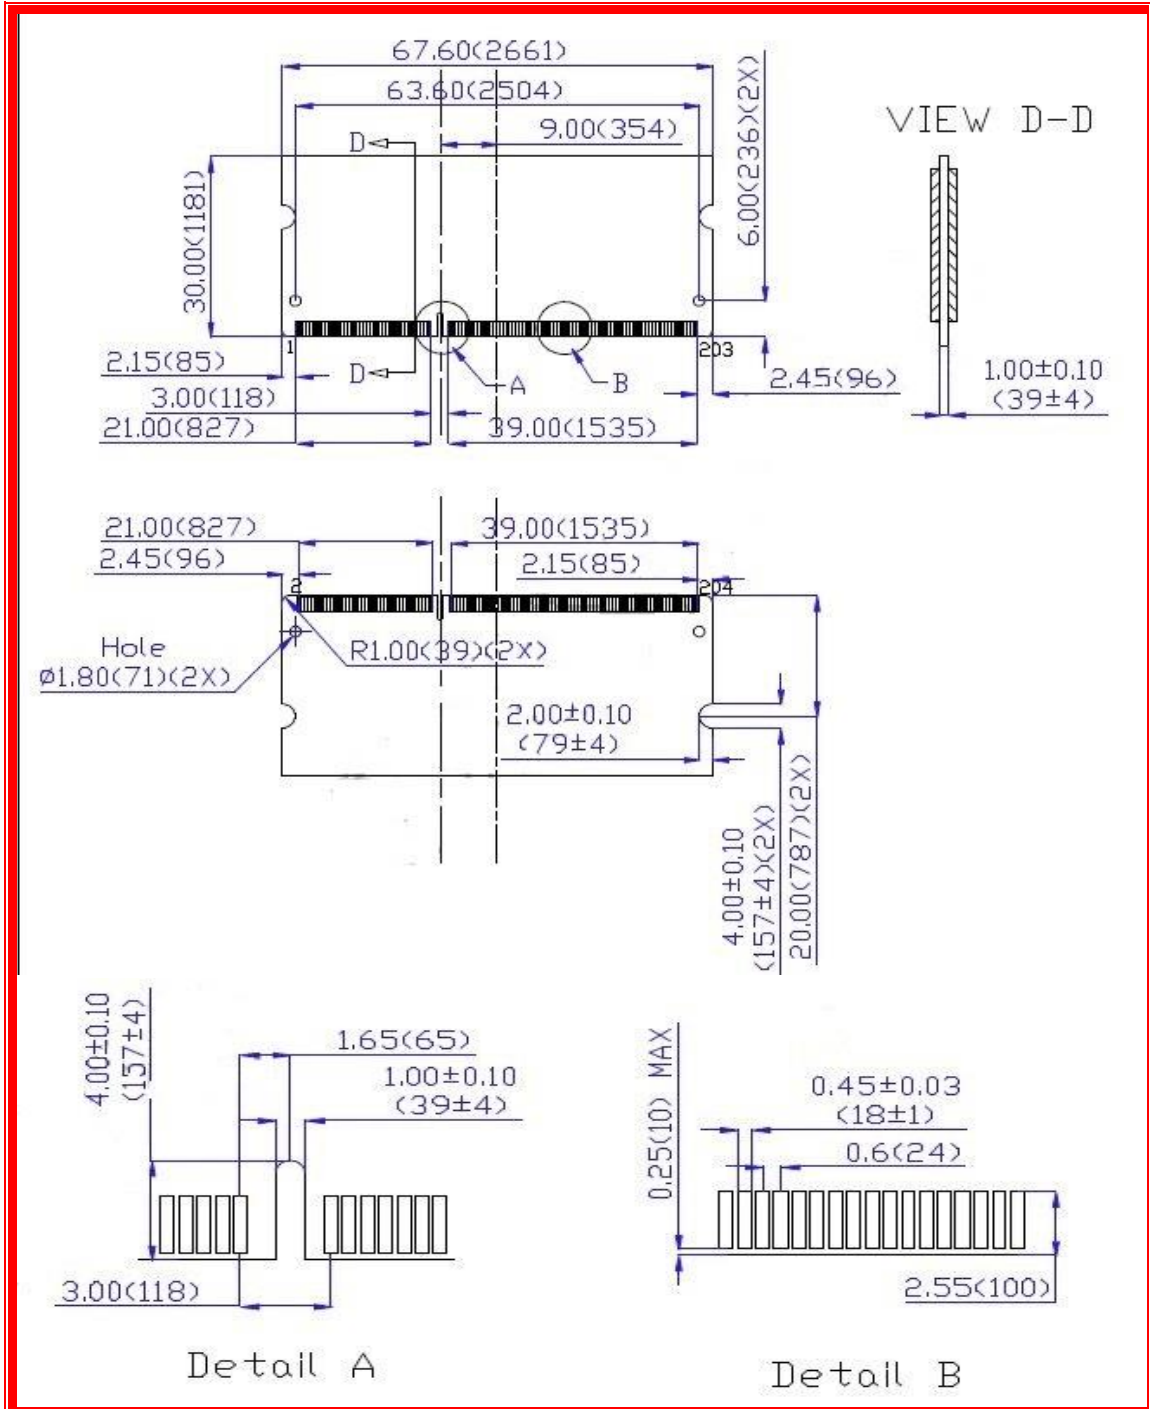 67.60(2661)
63.60(2504)
9.00(354)
6.00(236)(2X)
VIEW D-D
D
30.00(1181)
1
203
2.15(85)
D
A
B
2.45(96)
1.00±0.10
(39±4)
3.00(118)
21.00(827)
39.00(1535)
21.00(827)
39.00(1535)
2.45(96)
2.15(85)
2
204
Hole
Ø1.80(71)(2X)
R1.00(39)(2X)
2.00±0.10
(79±4)
4.00±0.10
(157±4)(2X)
20.00(787)(2X)
4.00±0.10
(157±4)
1.65(65)
1.00±0.10
(39±4)
3.00(118)
Detail A
0.25(10) MAX
0.45±0.03
(18±1)
0.6(24)
2.55(100)
Detail B